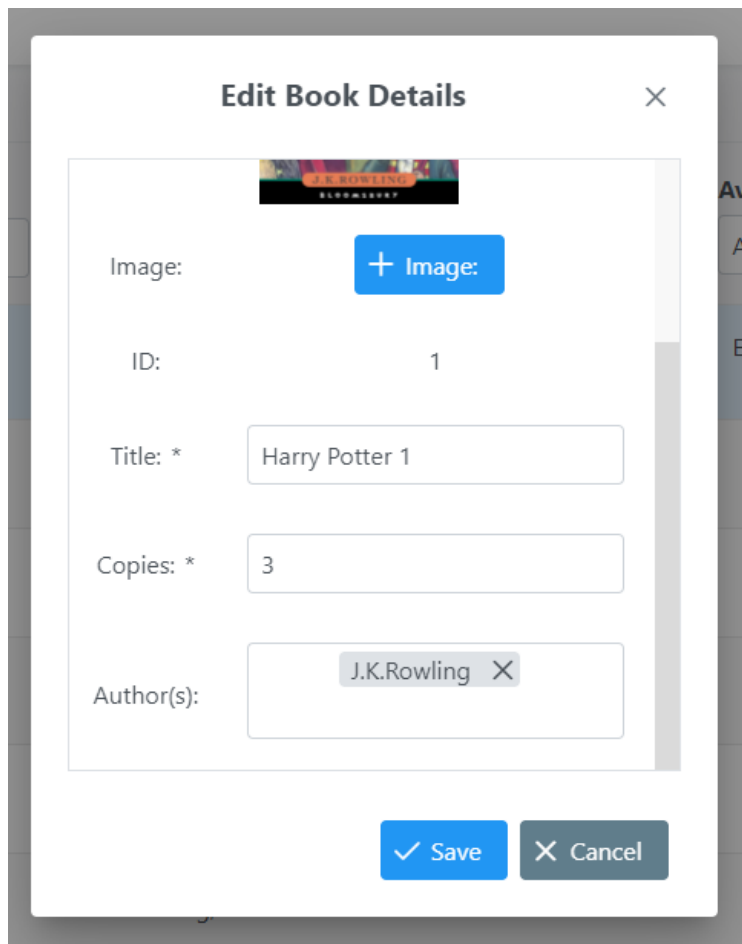 Edit Book Details
J.K.ROWLING
BLOOMSBURY
Av
A
Image:
+ Image:
ID:
1
E
Title: *
Harry Potter 1
Copies: *
3
J.K.Rowling
Author(s):
Save
Cancel